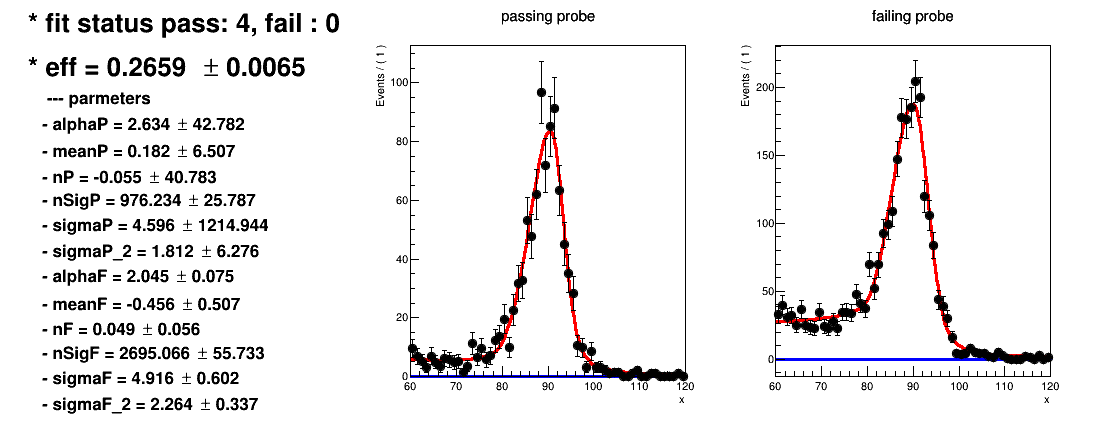 * fit status pass: 4, fail : 0
* eff = 0.2659 ± 0.0065
--- parmeters
- alphaP = 2.634 ± 42.782
- meanP = 0.182 ± 6.507
- nP = -0.055 ± 40.783
- nSigP = 976.234 ± 25.787
- sigmaP = 4.596 ± 1214.944
- sigmaP_2 = 1.812 ± 6.276
- alphaF = 2.045 ± 0.075
- meanF = -0.456 ± 0.507
- nF = 0.049 ± 0.056
- nSigF = 2695.066 ± 55.733
- sigmaF = 4.916 ± 0.602
- sigmaF_2 = 2.264 ± 0.337
passing probe
Events / ( 1 )
100
80
60
40
20
0
60 70 80 90 100 110 120
x
failing probe
Events / ( 1 )
200
150
100
50
0
60 70 80 90 100 110 120
x